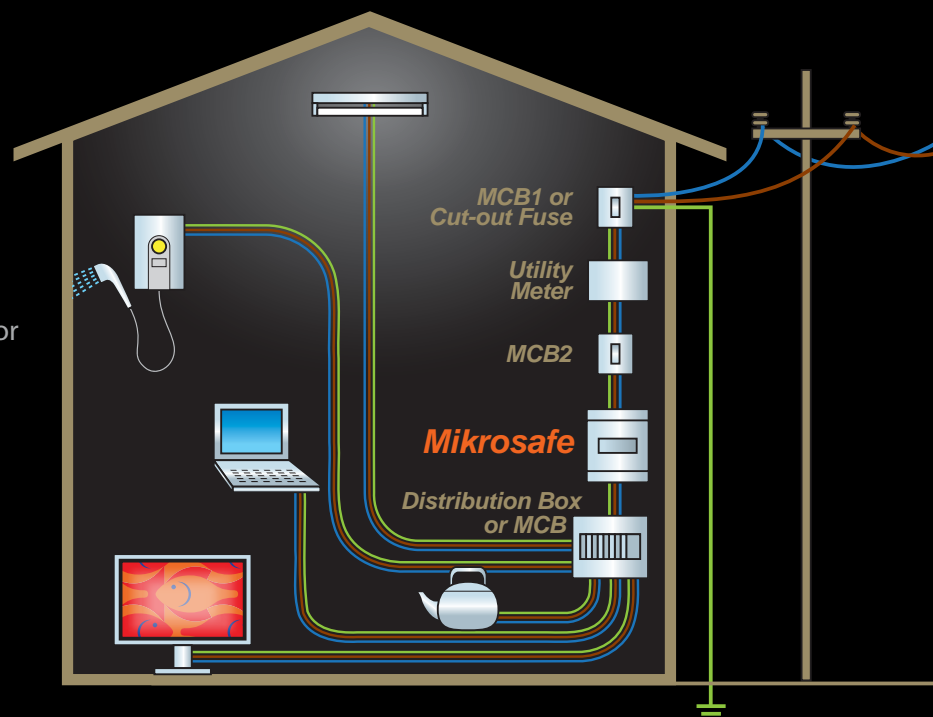 MCB1 or
Cut-out Fuse
Utility
Meter
or
MCB2
Mikrosafe
Distribution Box
or MCB